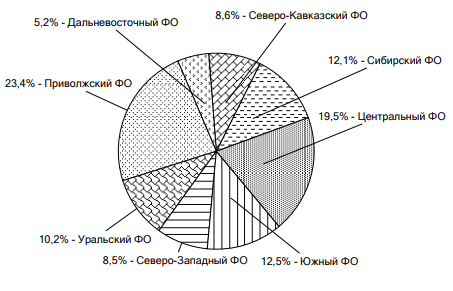 8,6% - Северо-Кавказский ФО
5,2% - Дальневосточный ФО
12,1% - Сибирский ФО
23,4% - Приволжский ФО
19,5% - Центральный ФО
10,2% - Уральский ФО
8,5% - Северо-Западный ФО
12,5% - Южный ФО